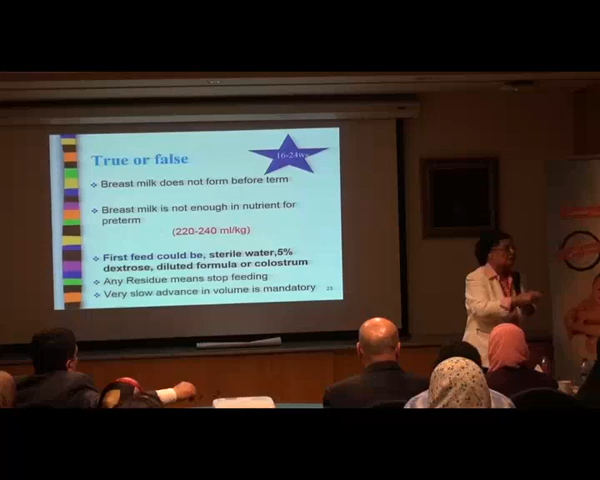 True or false
16-24w
❖ Breast milk does not form before term
❖ Breast milk is not enough in nutrient for
preterm
(220-240 ml/kg)
❖ First feed could be, sterile water,5%
dextrose, diluted formula or colostrum
❖ Any Residue means stop feeding
❖ Very slow advance in volume is mandatory